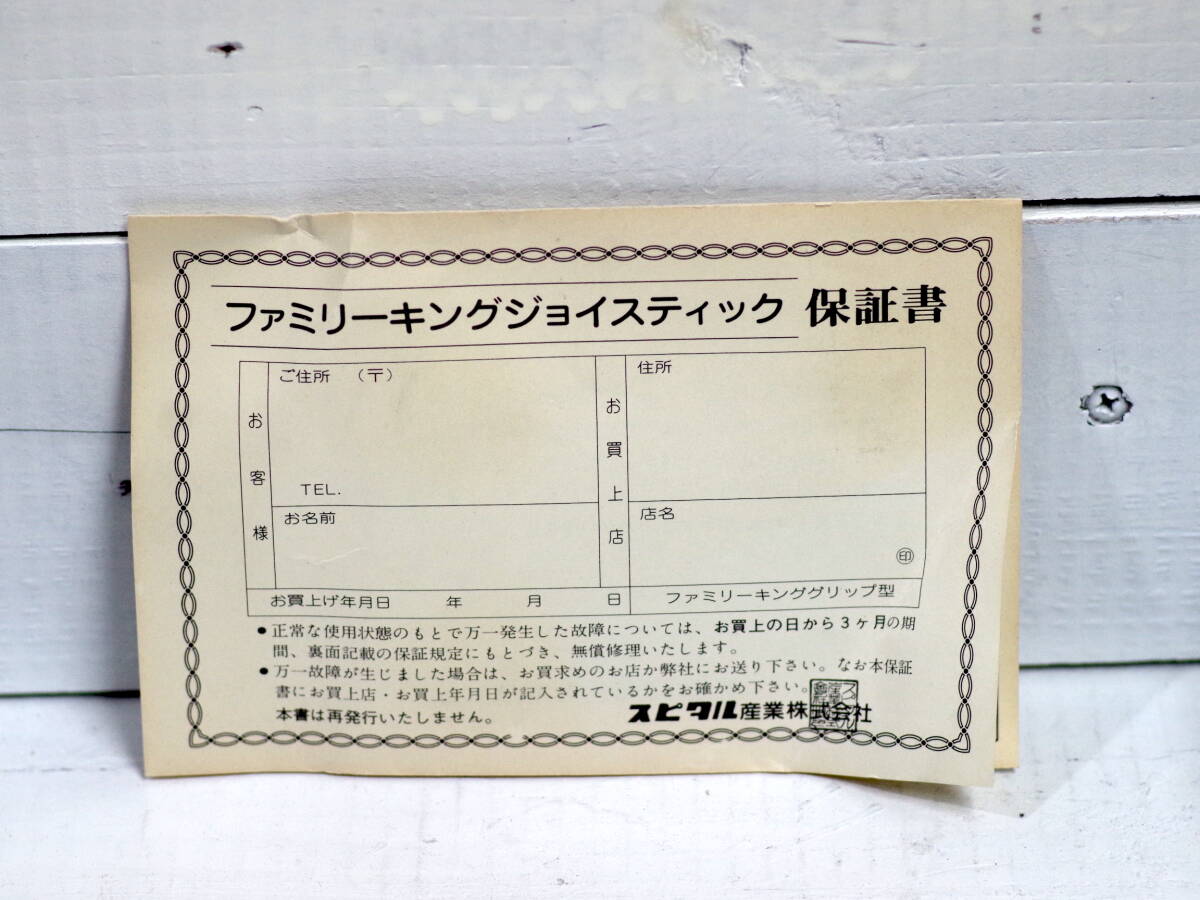 ファミリーキングジョイスティック 保証書
お客様
ご住所 (〒)
TEL.
お名前
お買上店
住所
店名
㊞
お買上げ年月日 年 月 日
ファミリーキンググリップ型
●正常な使用状態のもとで万一発生した故障については、お買上の日から3ヶ月の期
間、裏面記載の保証規定にもとづき、無償修理いたします。
●万一故障が生じました場合は、お買求めのお店か弊社にお送り下さい。なお本保証
書にお買上店・お買上年月日が記入されているかをお確かめ下さい。
本書は再発行いたしません。
スピタル産業株式会社